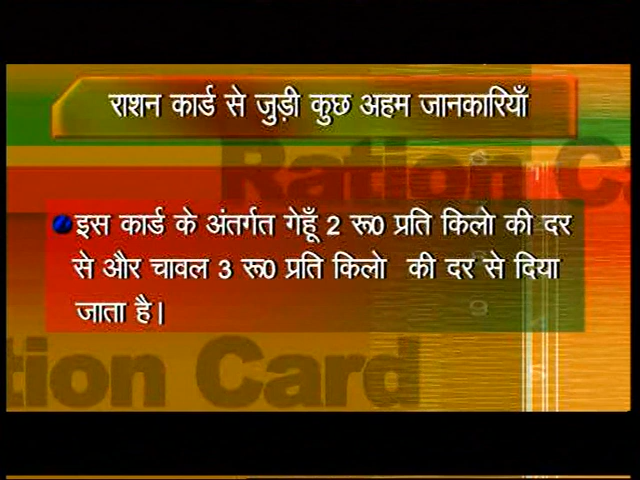 राशन कार्ड से जुड़ी कुछ अहम जानकारियाँ
Ration Ca
इस कार्ड के अंतर्गत गेहूँ 2 रू0 प्रति किलो की दर
से और चावल 3 रू0 प्रति किलो की दर से दिया
जाता है।
tion Card